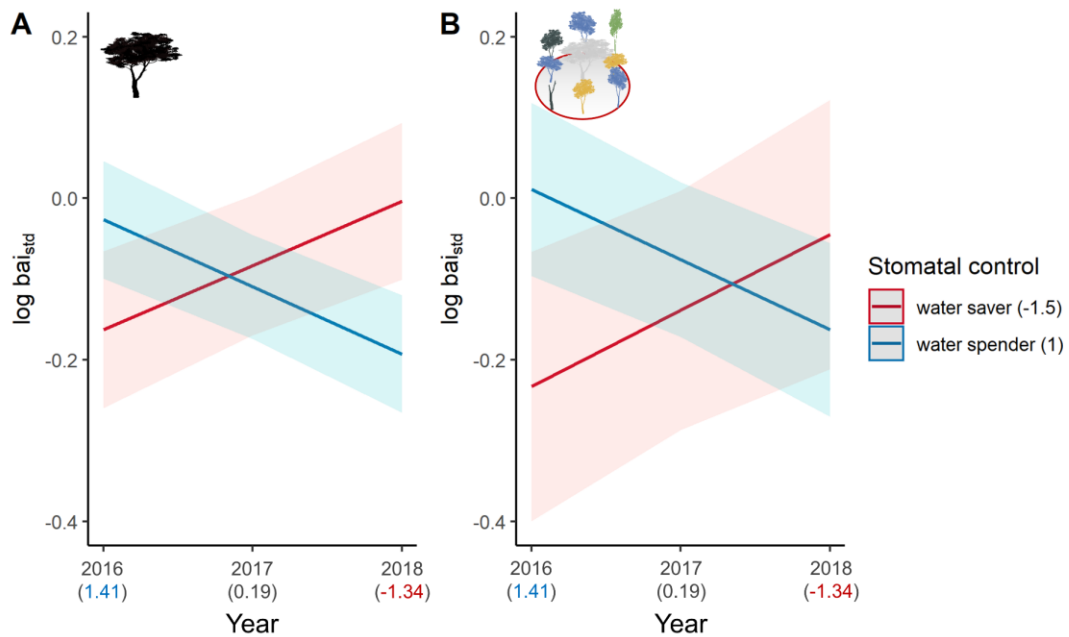 A
B
0.2
0.0
-0.2
-0.4
log bai_std
2016 2017 2018
(1.41) (0.19) (-1.34)
Year
0.2
0.0
-0.2
-0.4
log bai_std
2016 2017 2018
(1.41) (0.19) (-1.34)
Year
Stomatal control
water saver (-1.5)
water spender (1)